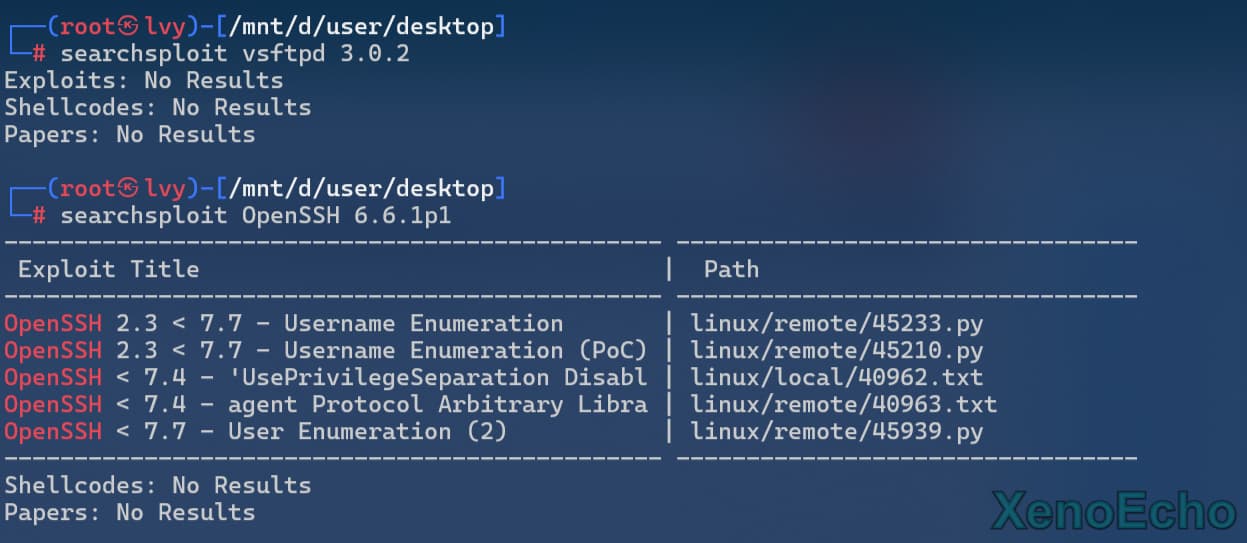 ┌──(root㉿lvy)-[/mnt/d/user/desktop]
└─# searchsploit vsftpd 3.0.2
Exploits: No Results
Shellcodes: No Results
Papers: No Results
┌──(root㉿lvy)-[/mnt/d/user/desktop]
└─# searchsploit OpenSSH 6.6.1p1
----------------------------------------------- ---------------------------------
 Exploit Title                                 |  Path
----------------------------------------------- ---------------------------------
OpenSSH 2.3 < 7.7 - Username Enumeration       | linux/remote/45233.py
OpenSSH 2.3 < 7.7 - Username Enumeration (PoC) | linux/remote/45210.py
OpenSSH < 7.4 - 'UsePrivilegeSeparation Disabl | linux/local/40962.txt
OpenSSH < 7.4 - agent Protocol Arbitrary Libra | linux/remote/40963.txt
OpenSSH < 7.7 - User Enumeration (2)           | linux/remote/45939.py
----------------------------------------------- ---------------------------------
Shellcodes: No Results
Papers: No Results
XenoEcho